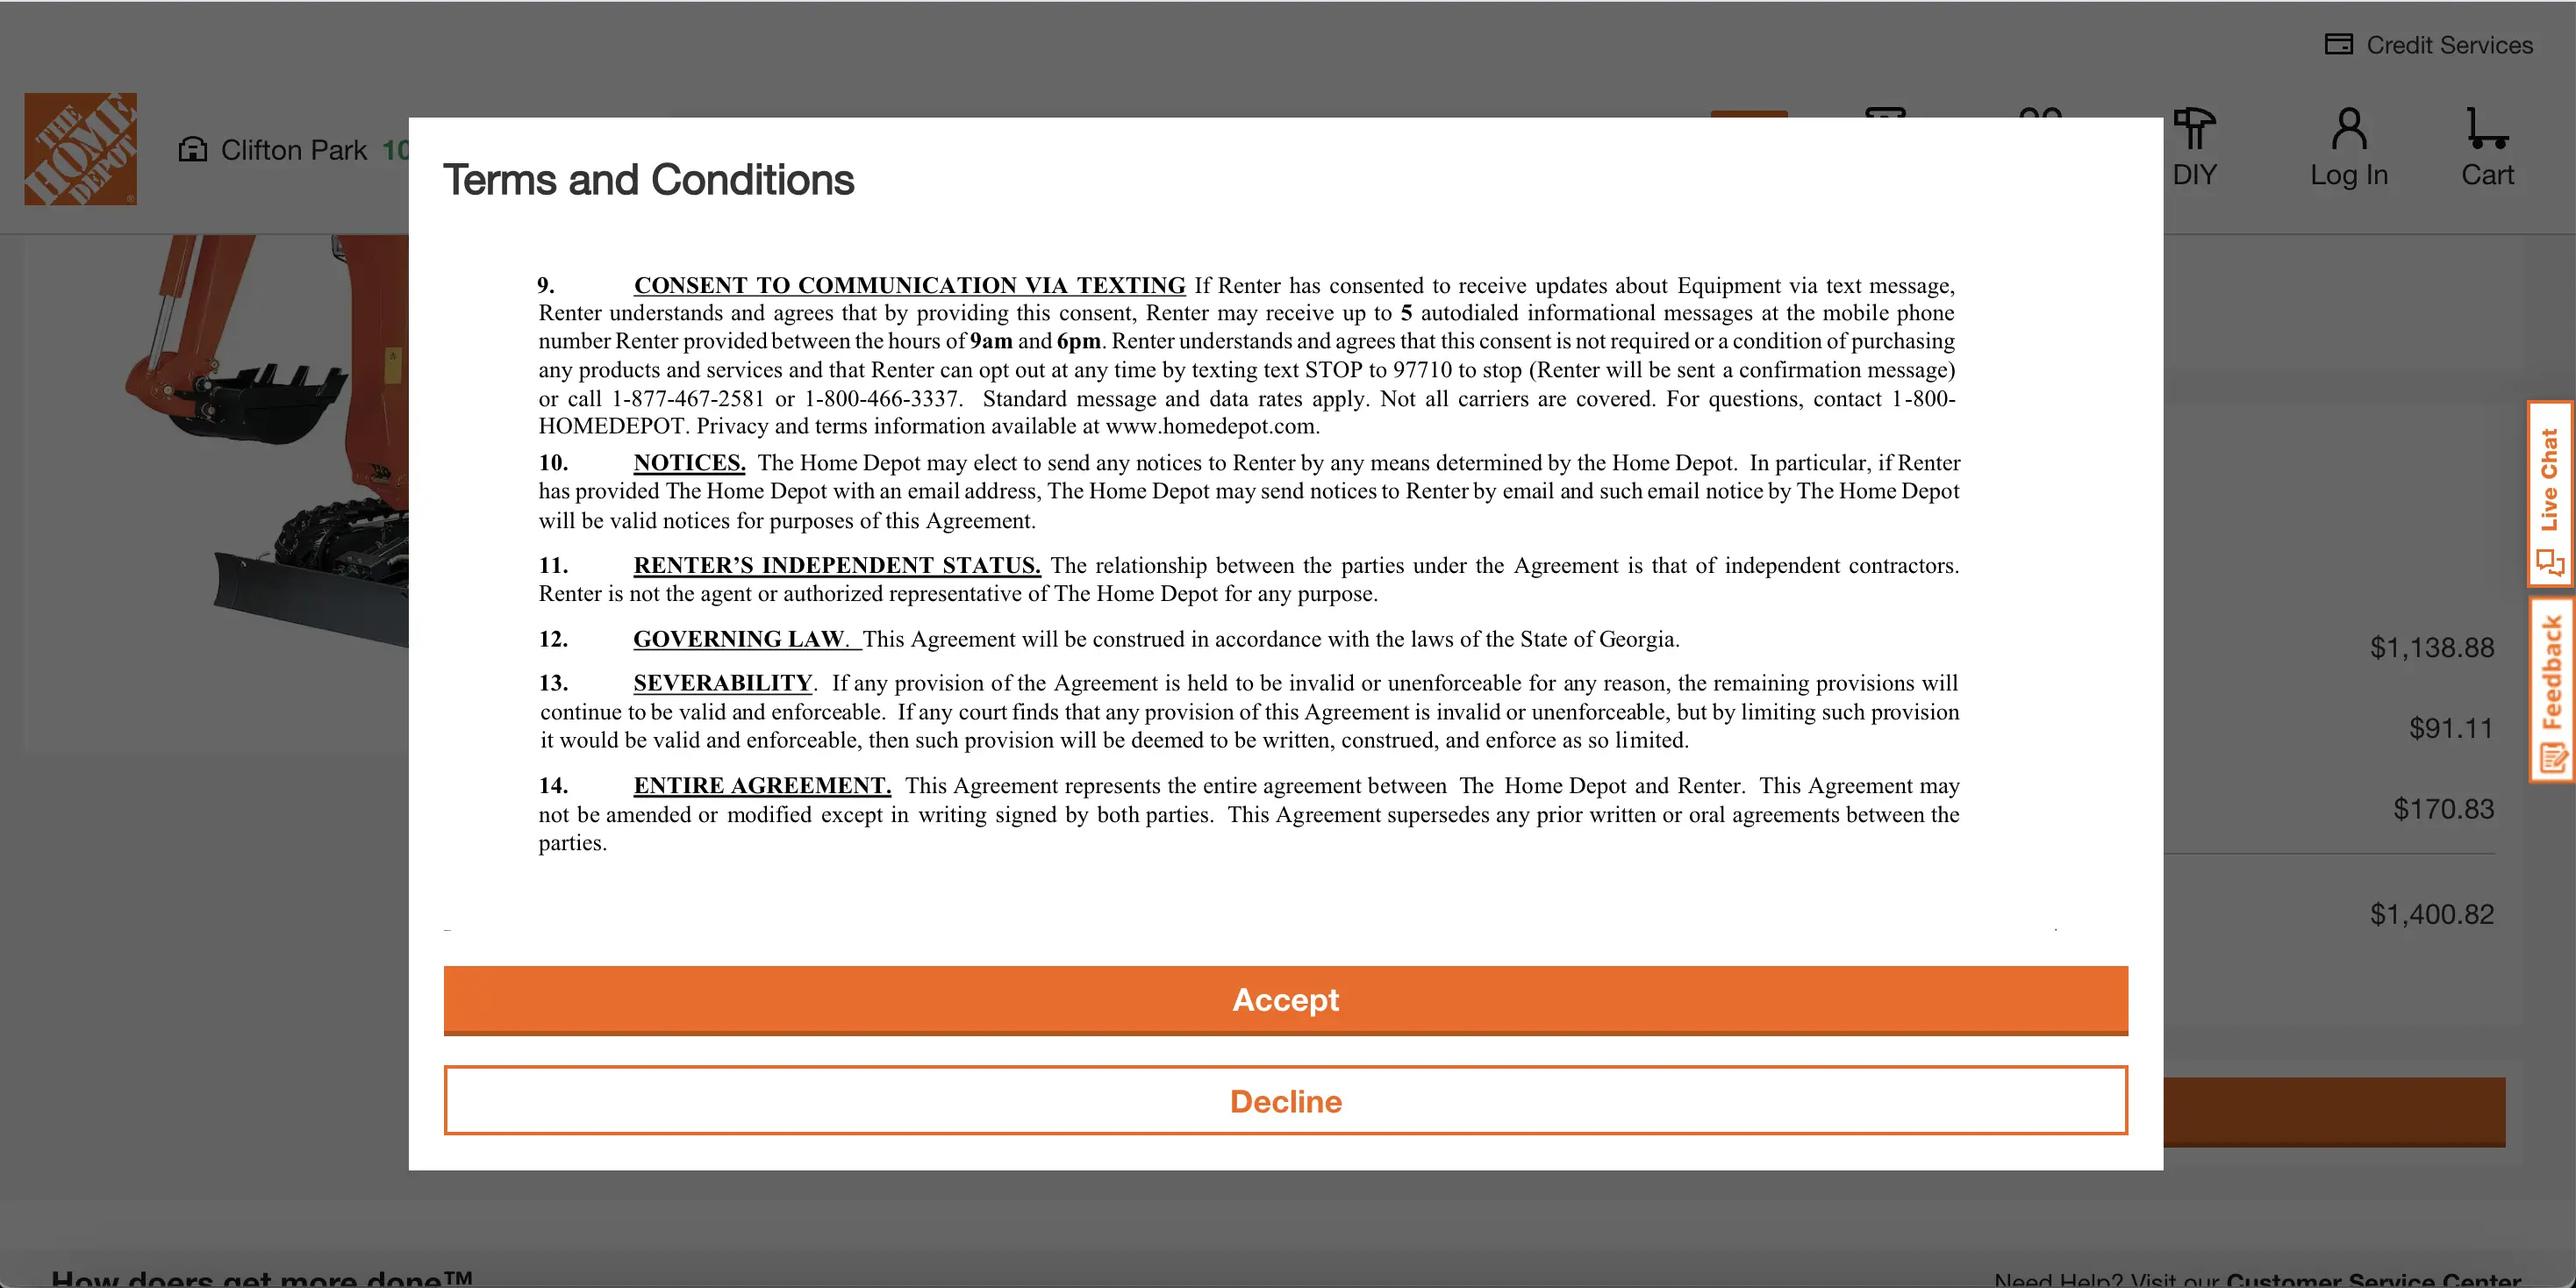 Credit Services
THE
HOME
DEPOT
Clifton Park 10
DIY
Log In
Cart
Terms and Conditions
9. CONSENT TO COMMUNICATION VIA TEXTING If Renter has consented to receive updates about Equipment via text message,
Renter understands and agrees that by providing this consent, Renter may receive up to 5 autodialed informational messages at the mobile phone
number Renter provided between the hours of 9am and 6pm. Renter understands and agrees that this consent is not required or a condition of purchasing
any products and services and that Renter can opt out at any time by texting text STOP to 97710 to stop (Renter will be sent a confirmation message)
or call 1-877-467-2581 or 1-800-466-3337. Standard message and data rates apply. Not all carriers are covered. For questions, contact 1-800-
HOMEDEPOT. Privacy and terms information available at www.homedepot.com.
10. NOTICES. The Home Depot may elect to send any notices to Renter by any means determined by the Home Depot. In particular, if Renter
has provided The Home Depot with an email address, The Home Depot may send notices to Renter by email and such email notice by The Home Depot
will be valid notices for purposes of this Agreement.
11. RENTER’S INDEPENDENT STATUS. The relationship between the parties under the Agreement is that of independent contractors.
Renter is not the agent or authorized representative of The Home Depot for any purpose.
12. GOVERNING LAW. This Agreement will be construed in accordance with the laws of the State of Georgia.
13. SEVERABILITY. If any provision of the Agreement is held to be invalid or unenforceable for any reason, the remaining provisions will
continue to be valid and enforceable. If any court finds that any provision of this Agreement is invalid or unenforceable, but by limiting such provision
it would be valid and enforceable, then such provision will be deemed to be written, construed, and enforce as so limited.
14. ENTIRE AGREEMENT. This Agreement represents the entire agreement between The Home Depot and Renter. This Agreement may
not be amended or modified except in writing signed by both parties. This Agreement supersedes any prior written or oral agreements between the
parties.
Accept
Decline
$1,138.88
$91.11
$170.83
$1,400.82
Live Chat
Feedback
How doers get more done™
Need Help? Visit our Customer Service Center